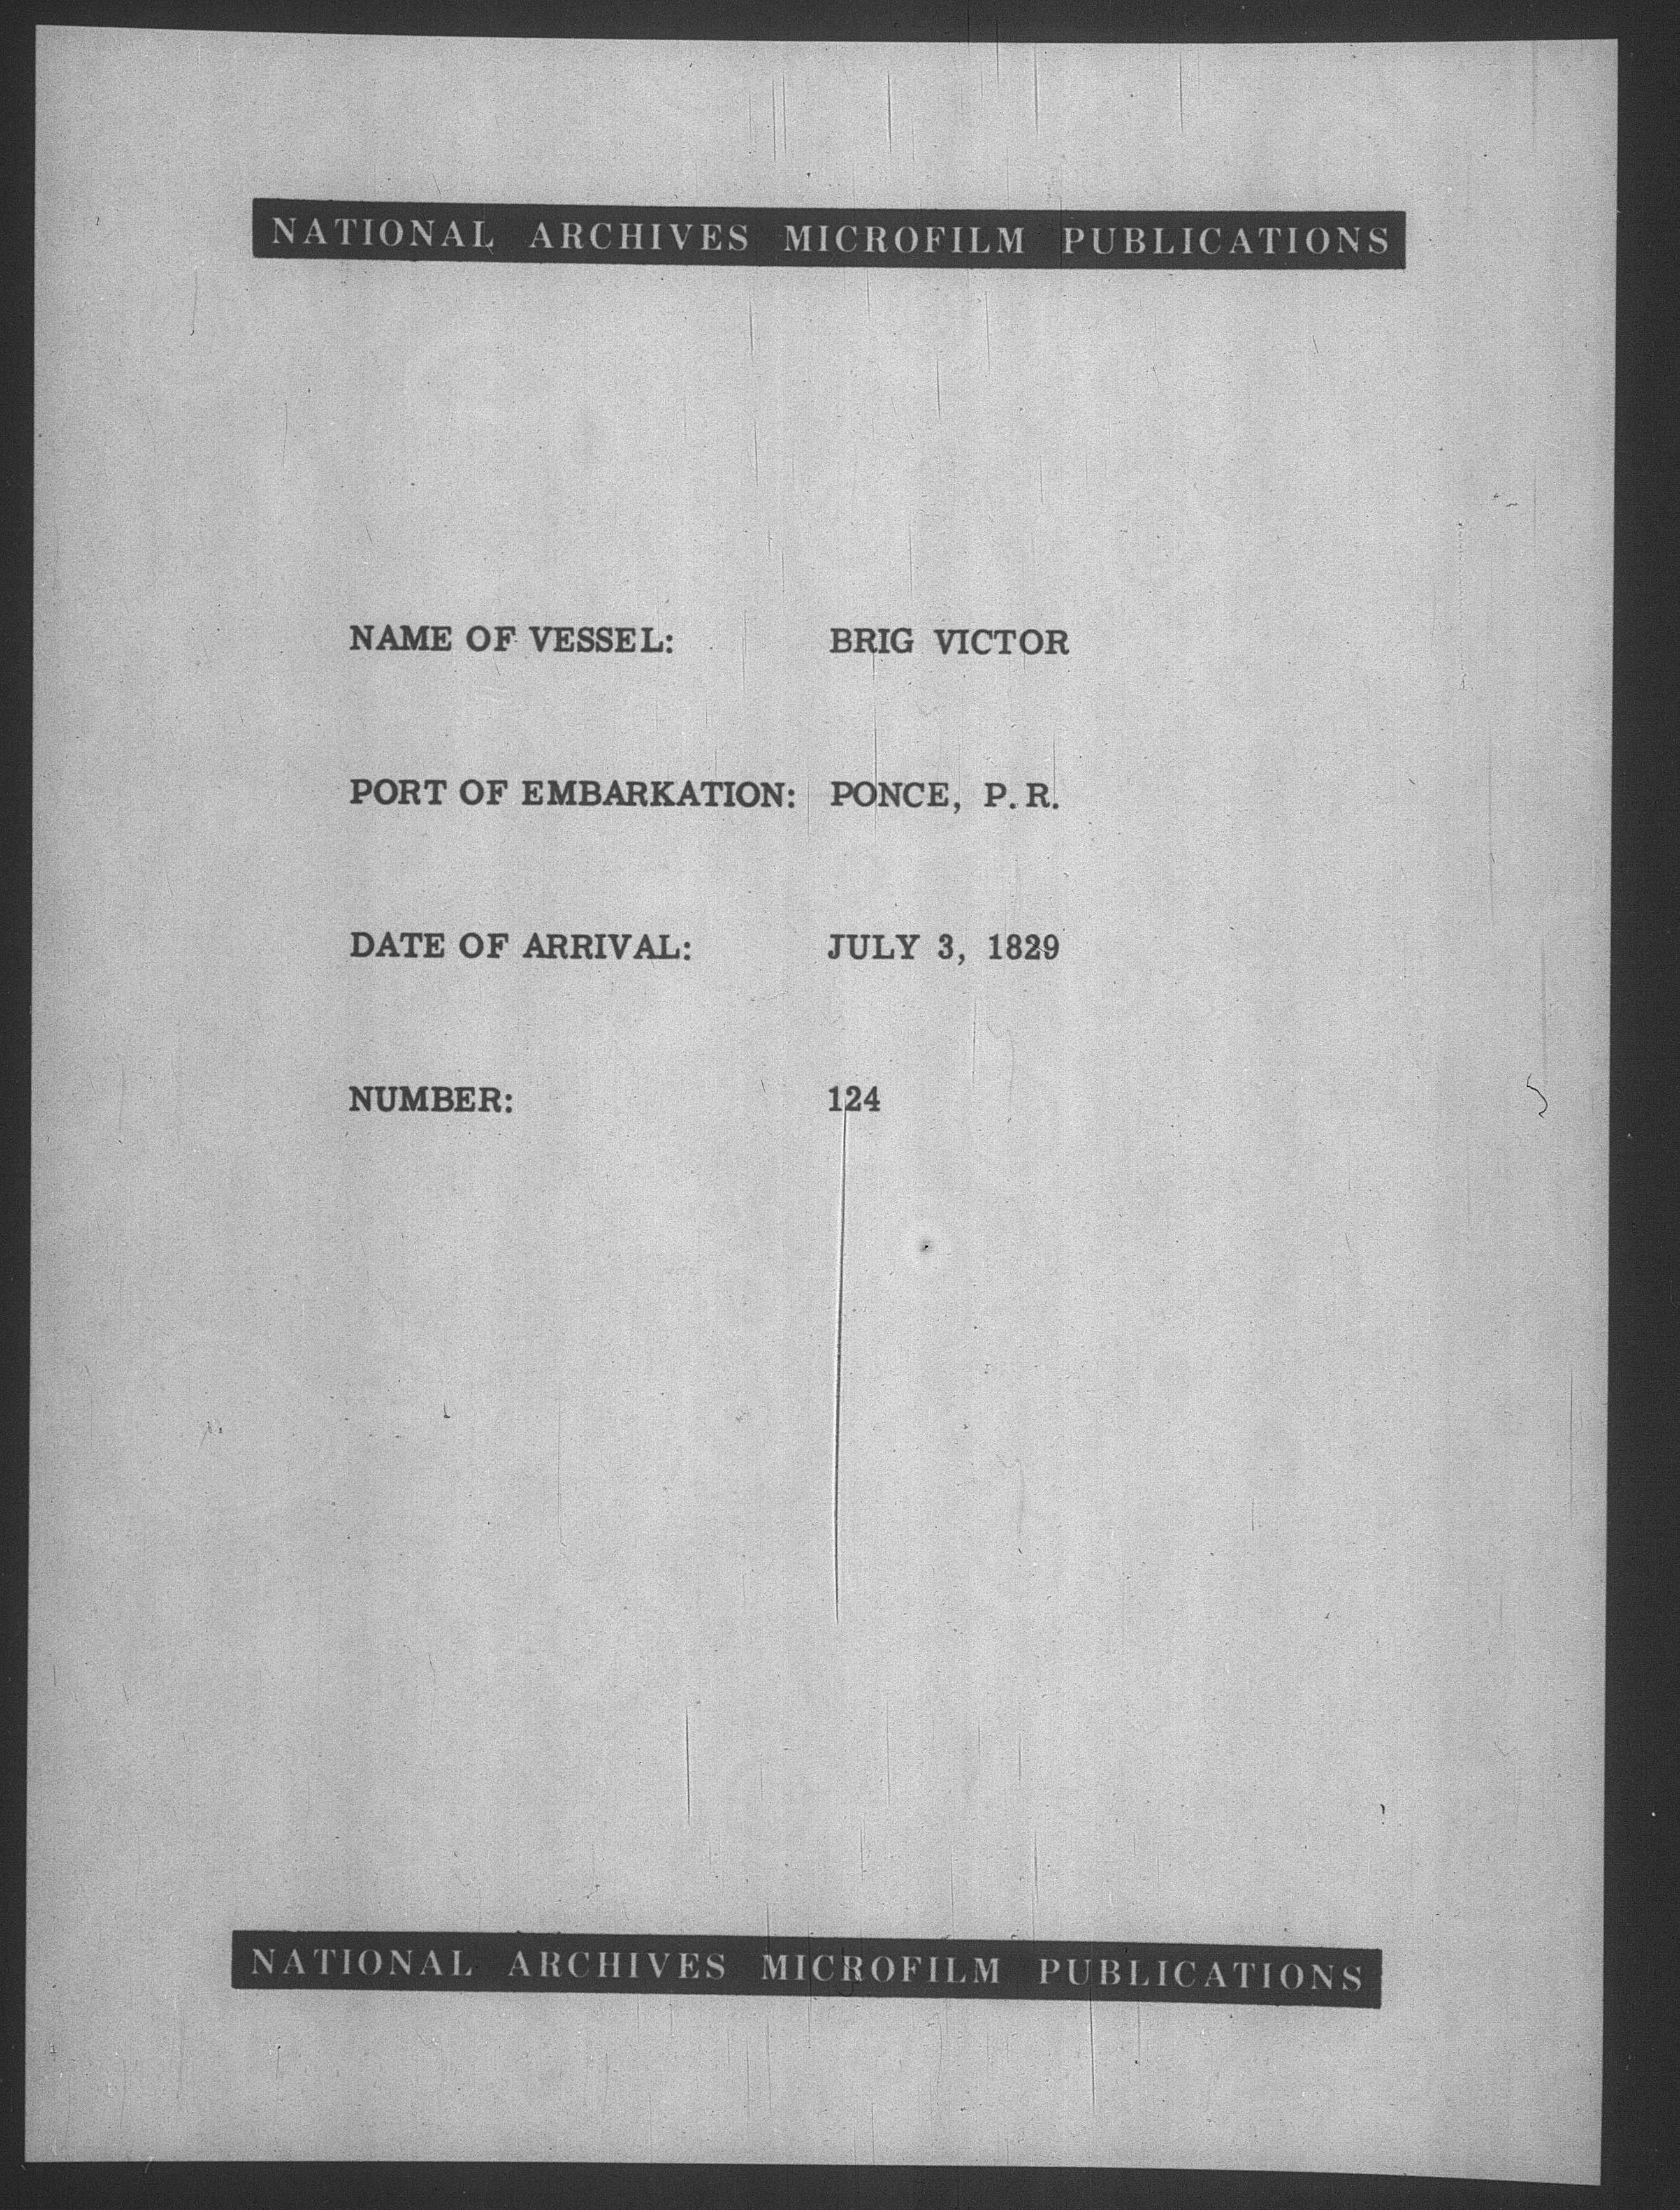 NATIONAL ARCHIVES MICROFILM PUBLICATIONS
NAME OF VESSEL: BRIG VICTOR
PORT OF EMBARKATION: PONCE, P.R.
DATE OF ARRIVAL: JULY 3, 1829
NUMBER: 124
NATIONAL ARCHIVES MICROFILM PUBLICATIONS